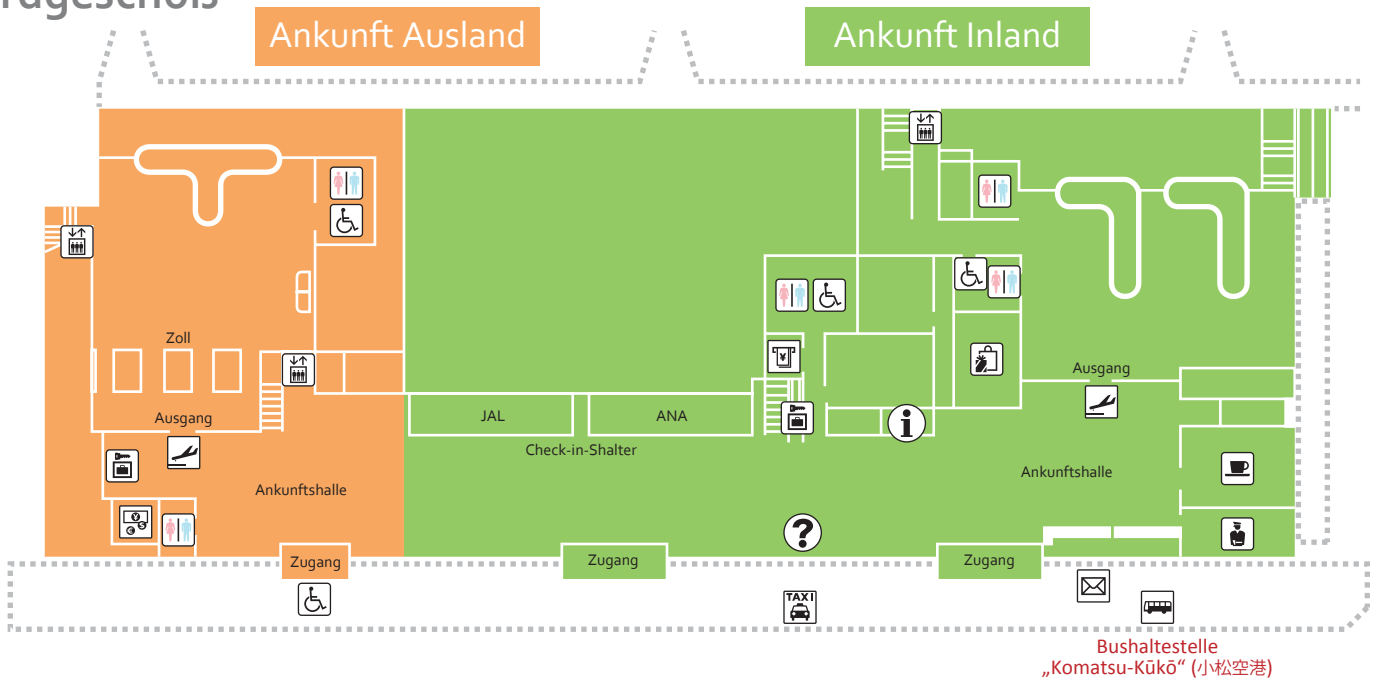 rdgeschoß
Ankunft Ausland
Ankunft Inland
Zoll
Ausgang
Ausgang
JAL
ANA
Check-in-Shalter
Ankunftshalle
Ankunftshalle
Zugang
Zugang
Zugang
TAXI
Bushaltestelle
„Komatsu-Kūkō“ (小松空港)